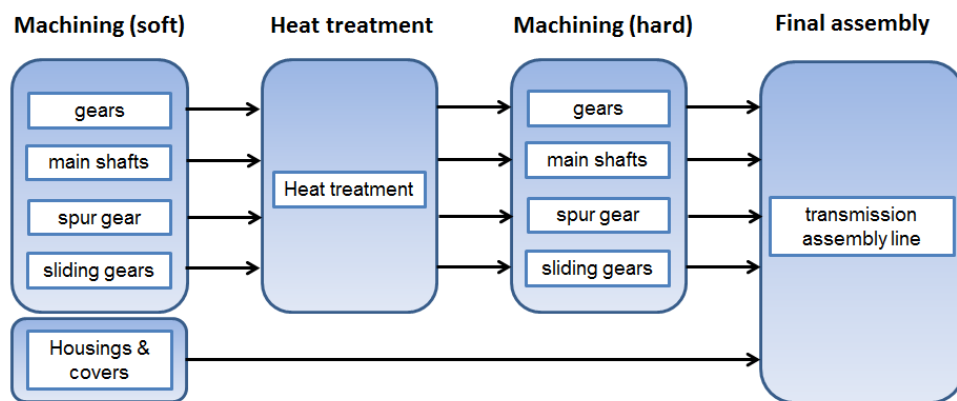 Machining (soft)
Heat treatment
Machining (hard)
Final assembly
gears
main shafts
spur gear
sliding gears
Housings &
covers
Heat treatment
gears
main shafts
spur gear
sliding gears
transmission
assembly line